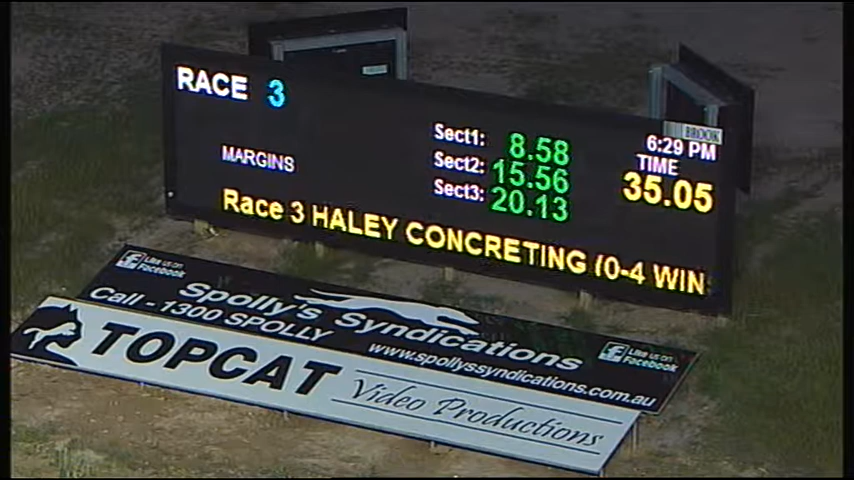 RACE 3
MARGINS
Sect1: 8.58
Sect2: 15.56
Sect3: 20.13
BROOK
6:29 PM
TIME
35.05
Race 3 HALEY CONCRETING (0-4 WIN
Like us on
Facebook
Spolly's Syndications
Call - 1300 SPOLLY
www.spollyssyndications.com.au
Like us on
Facebook
TOPCAT
Video Productions